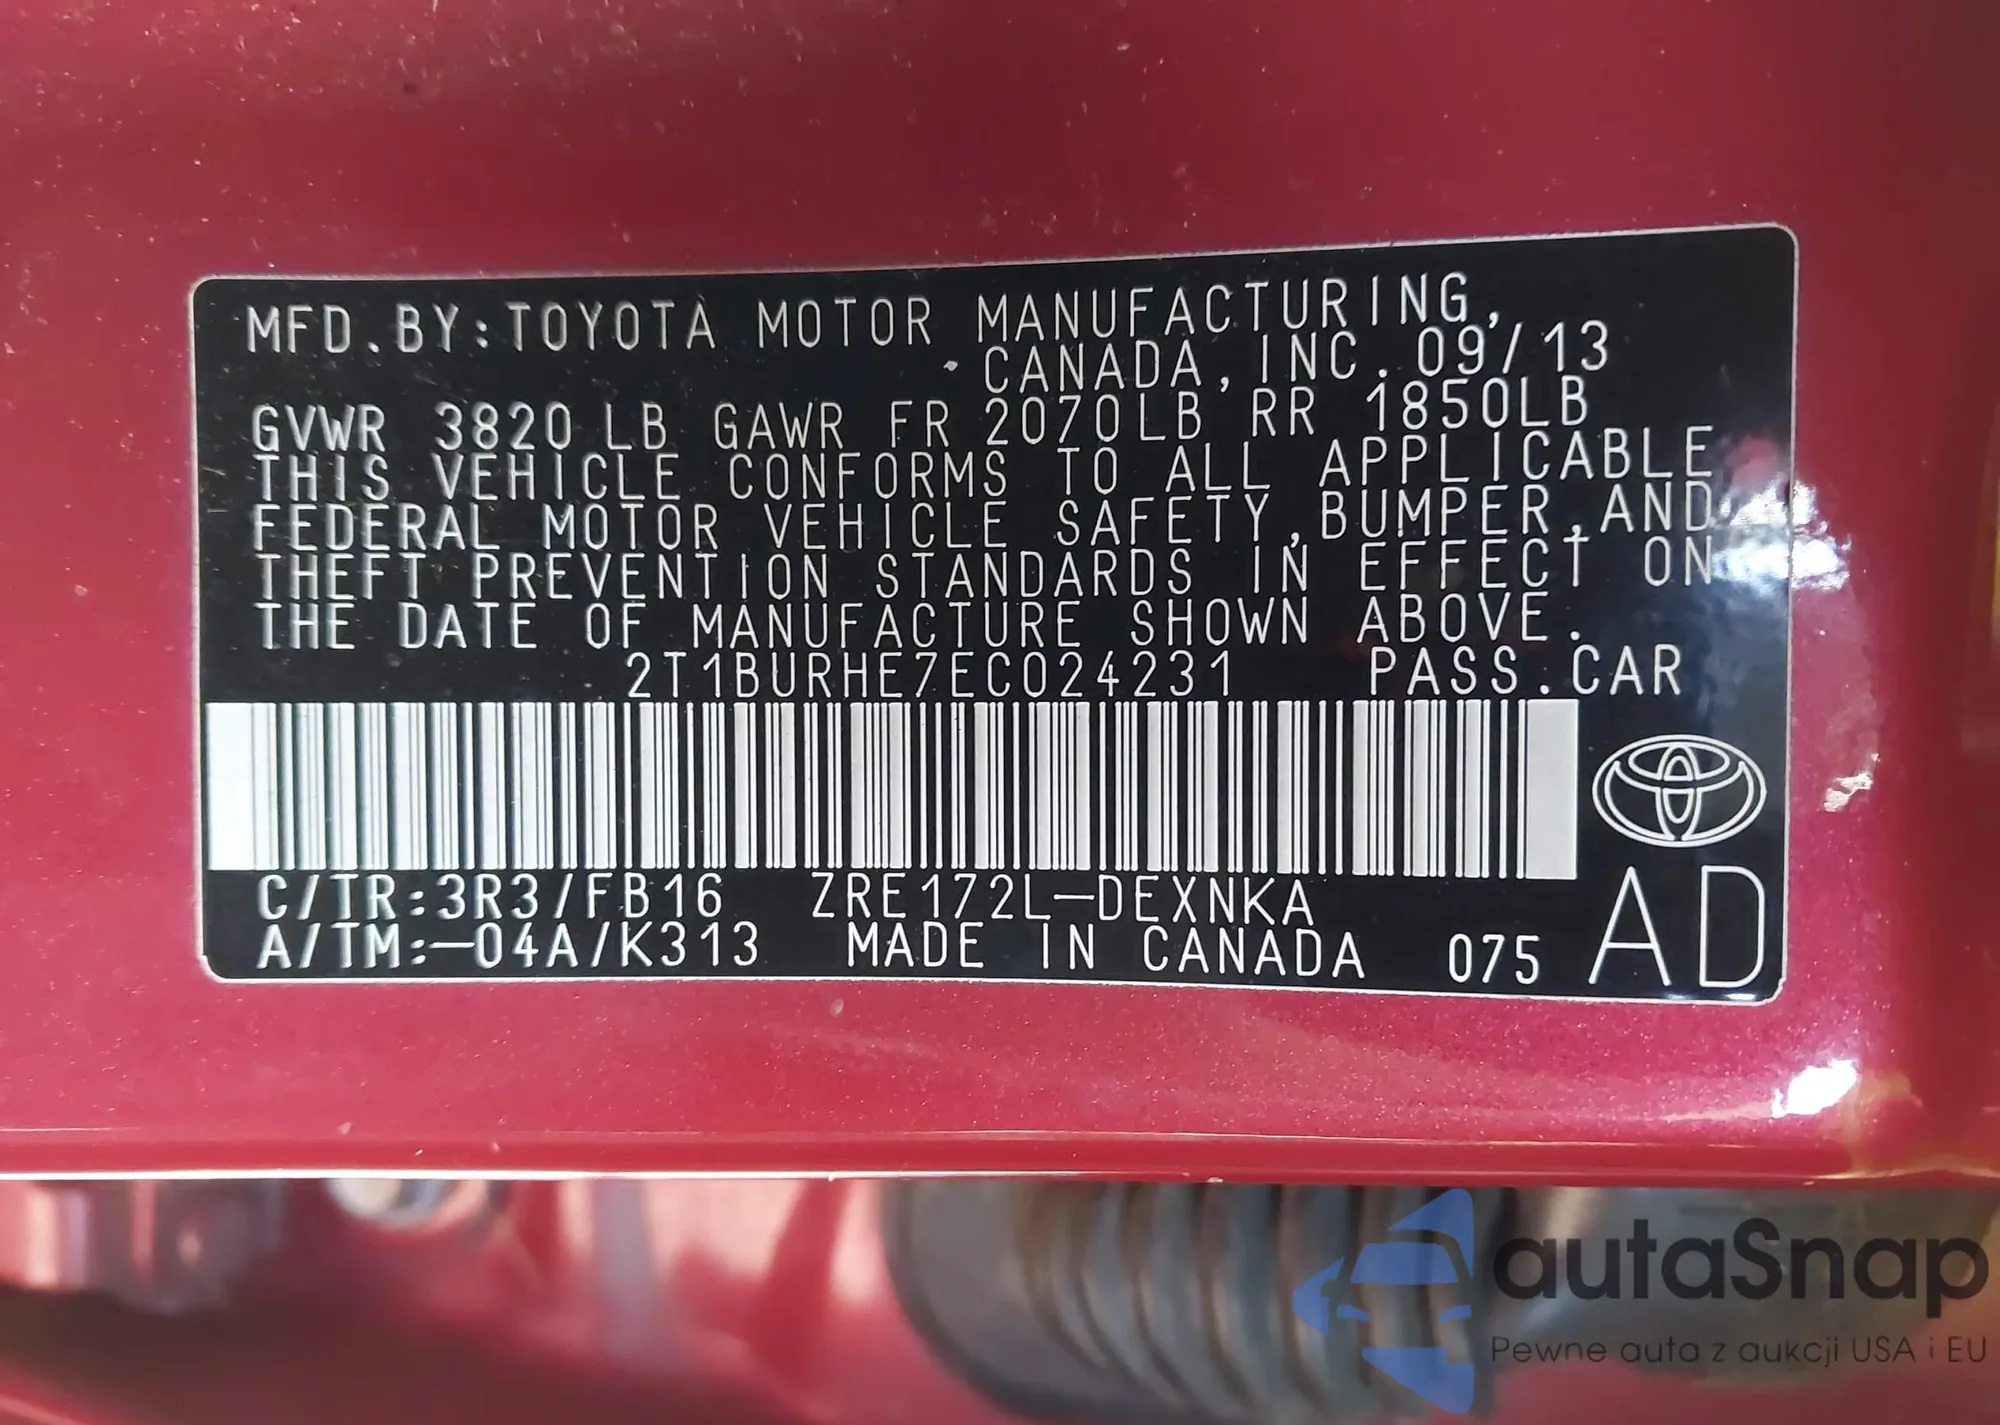 MFD.BY:TOYOTA MOTOR MANUFACTURING,
CANADA,INC. 09/13
GVWR 3820 LB GAWR FR 2070LB RR 1850LB
THIS VEHICLE CONFORMS TO ALL APPLICABLE
FEDERAL MOTOR VEHICLE SAFETY,BUMPER,AND
THEFT PREVENTION STANDARDS IN EFFECT ON
THE DATE OF MANUFACTURE SHOWN ABOVE.
2T1BURHE7EC024231 PASS.CAR
C/TR:3R3/FB16 ZRE172L-DEXNKA
A/TM:-04A/K313 MADE IN CANADA 075 AD
autaSnap
Pewne auta z aukcji USA i EU